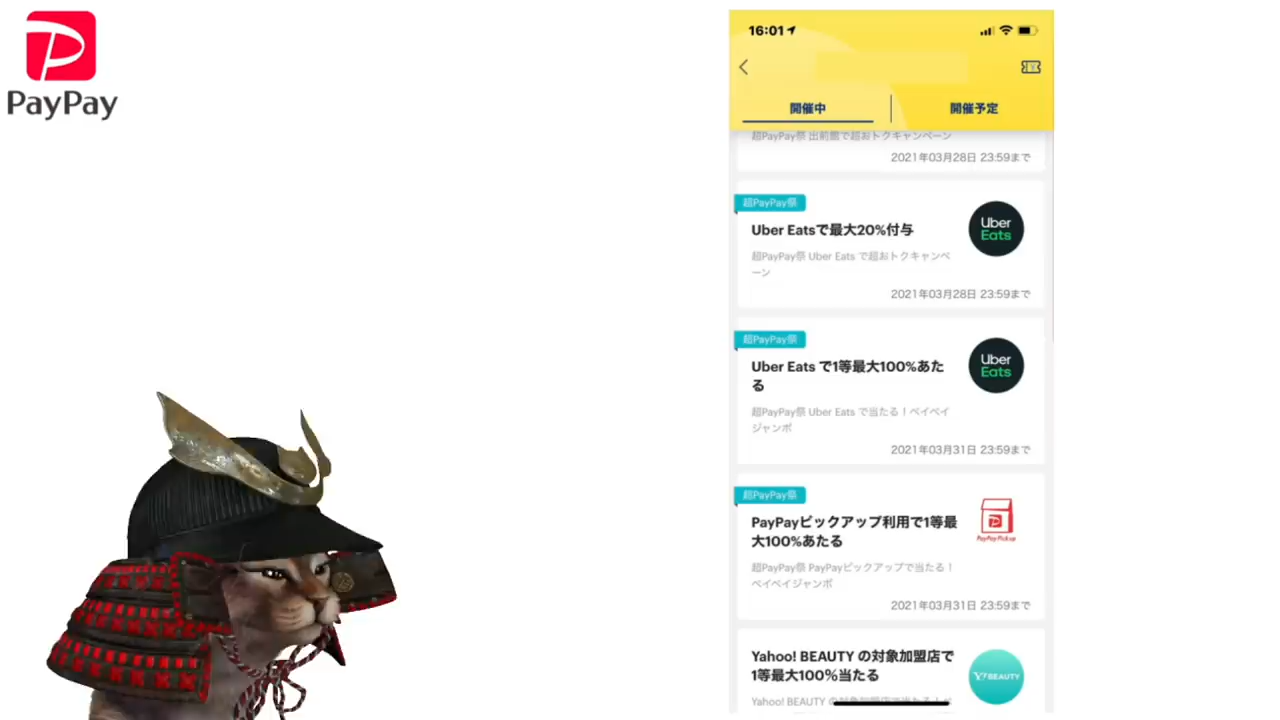 PayPay
16:01
開催中
開催予定
超PayPay祭 出前館で超おトクキャンペーン
2021年03月28日 23:59まで
超PayPay祭
Uber Eatsで最大20%付与
Uber
Eats
超PayPay祭 Uber Eats で超おトクキャンペ
ーン
2021年03月28日 23:59まで
超PayPay祭
Uber Eats で1等最大100%あた
る
Uber
Eats
超PayPay祭 Uber Eats で当たる！ペイペイ
ジャンボ
2021年03月31日 23:59まで
超PayPay祭
PayPayピックアップ利用で1等最
大100%あたる
PayPay Pickup
超PayPay祭 PayPayピックアップで当たる！
ペイペイジャンボ
2021年03月31日 23:59まで
Yahoo! BEAUTY の対象加盟店で
1等最大100%当たる
Y! BEAUTY
Yahoo! BEAUTY の対象加盟店で当たる！ペ